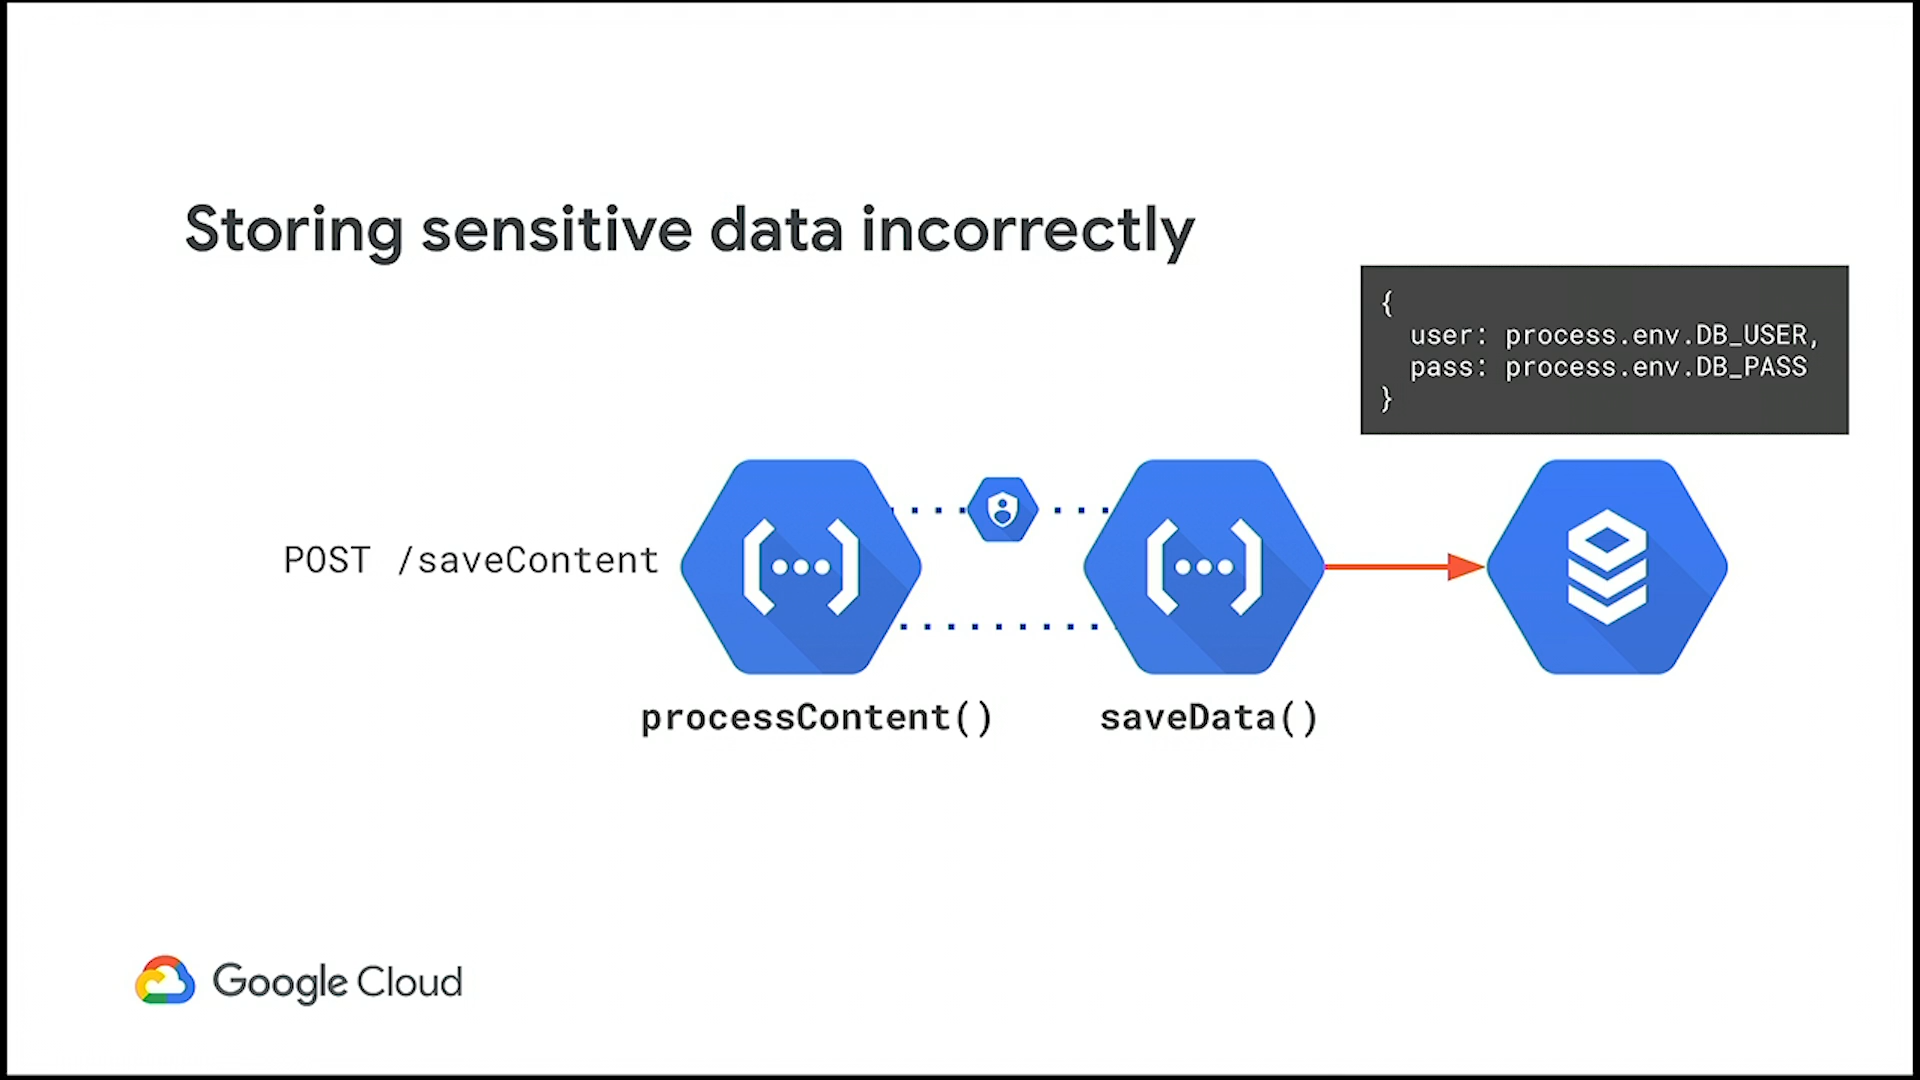 Storing sensitive data incorrectly
{
user: process.env.DB_USER,
pass: process.env.DB_PASS
}
POST /saveContent
processContent()
saveData()
Google Cloud